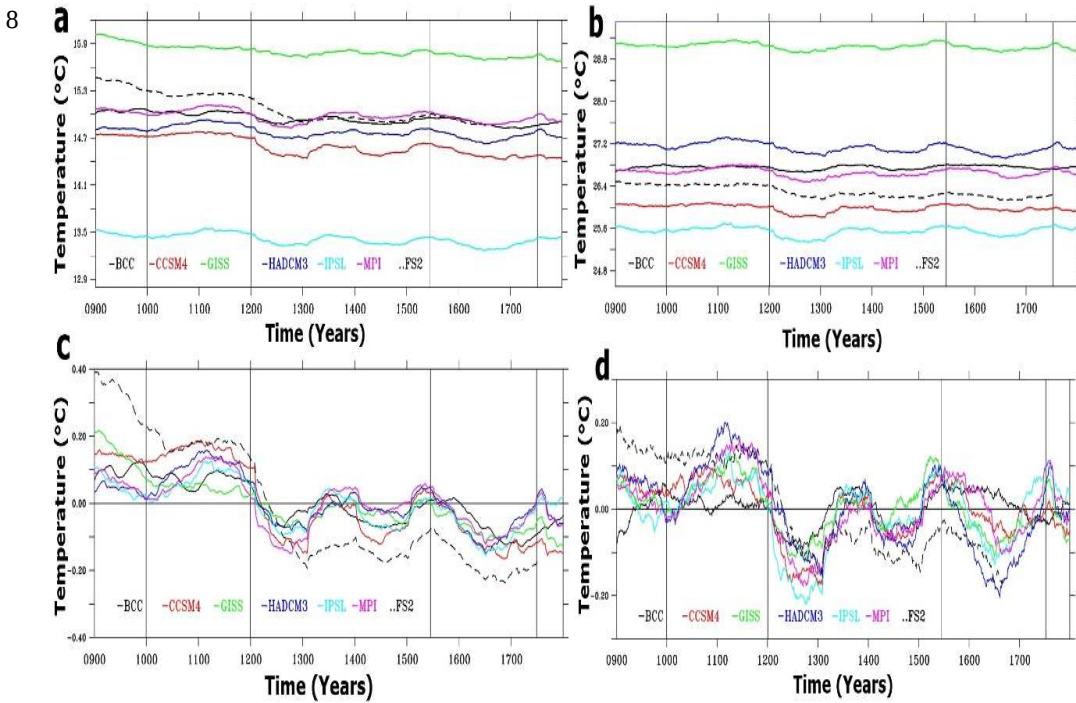 8
a
Temperature (°C)
15.9
15.3
14.7
14.1
13.5
12.9
–BCC –CCSM4 –GISS –HADCM3 –IPSL –MPI ..FS2
0900 1000 1100 1200 1300 1400 1500 1600 1700
Time (Years)
b
Temperature (°C)
28.8
28.0
27.2
26.4
25.6
24.8
–BCC –CCSM4 –GISS –HADCM3 –IPSL –MPI ..FS2
0900 1000 1100 1200 1300 1400 1500 1600 1700
Time (Years)
c
Temperature (°C)
0.40
0.20
0.00
-0.20
-0.40
–BCC –CCSM4 –GISS –HADCM3 –IPSL –MPI ..FS2
0900 1000 1100 1200 1300 1400 1500 1600 1700
Time (Years)
d
Temperature (°C)
0.20
0.00
-0.20
–BCC –CCSM4 –GISS –HADCM3 –IPSL –MPI ..FS2
0900 1000 1100 1200 1300 1400 1500 1600 1700
Time (Years)